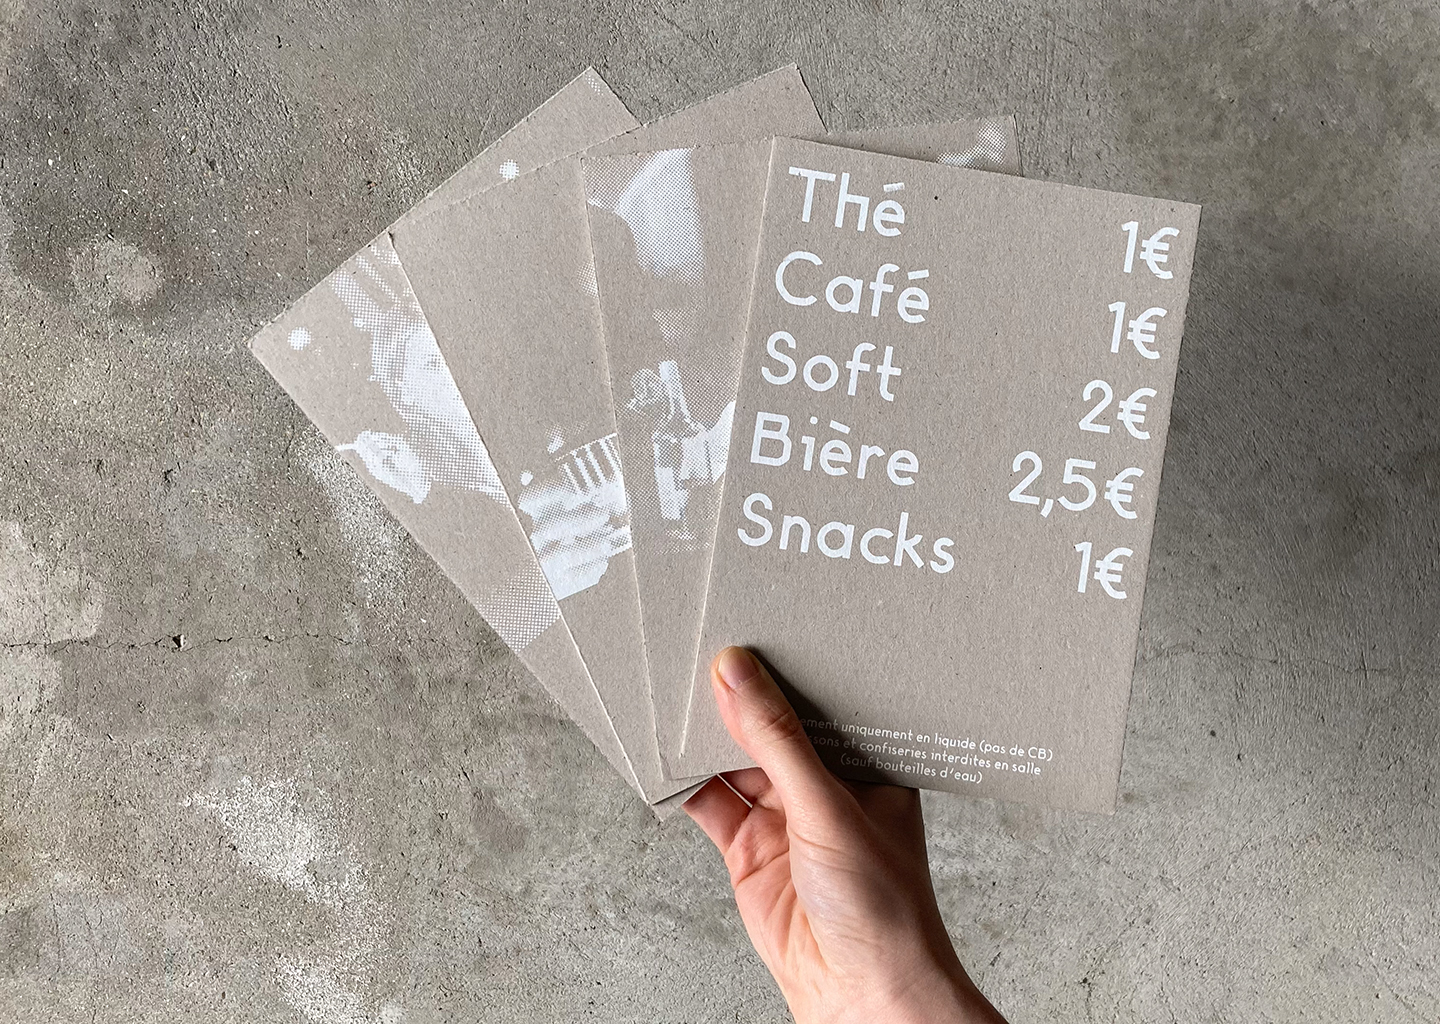 Thé 1€
Café 1€
Soft 2€
Bière 2,5€
Snacks 1€
uniquement en liquide (pas de CB)
et confiseries interdites en salle
(sauf bouteilles d'eau)